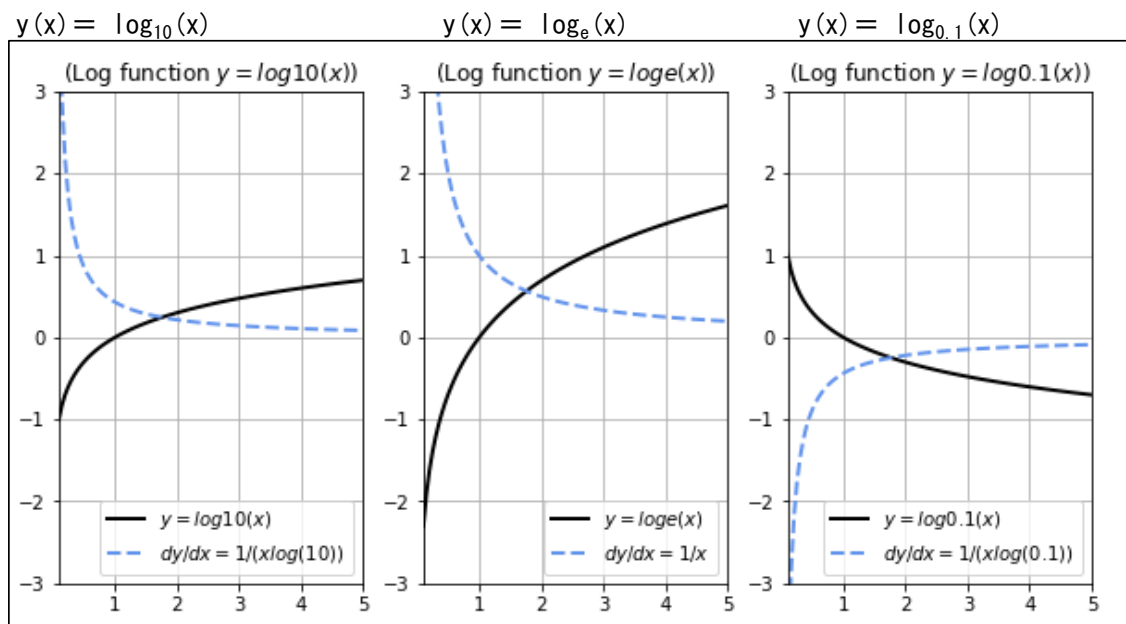 y(x) = log₁₀(x)
y(x) = logₑ(x)
y(x) = log₀.₁(x)
(Log function y = log10(x))
3
2
1
0
−1
−2
−3
1 2 3 4 5
y = log10(x)
dy/dx = 1/(xlog(10))
(Log function y = loge(x))
3
2
1
0
−1
−2
−3
1 2 3 4 5
y = loge(x)
dy/dx = 1/x
(Log function y = log0.1(x))
3
2
1
0
−1
−2
−3
1 2 3 4 5
y = log0.1(x)
dy/dx = 1/(xlog(0.1))